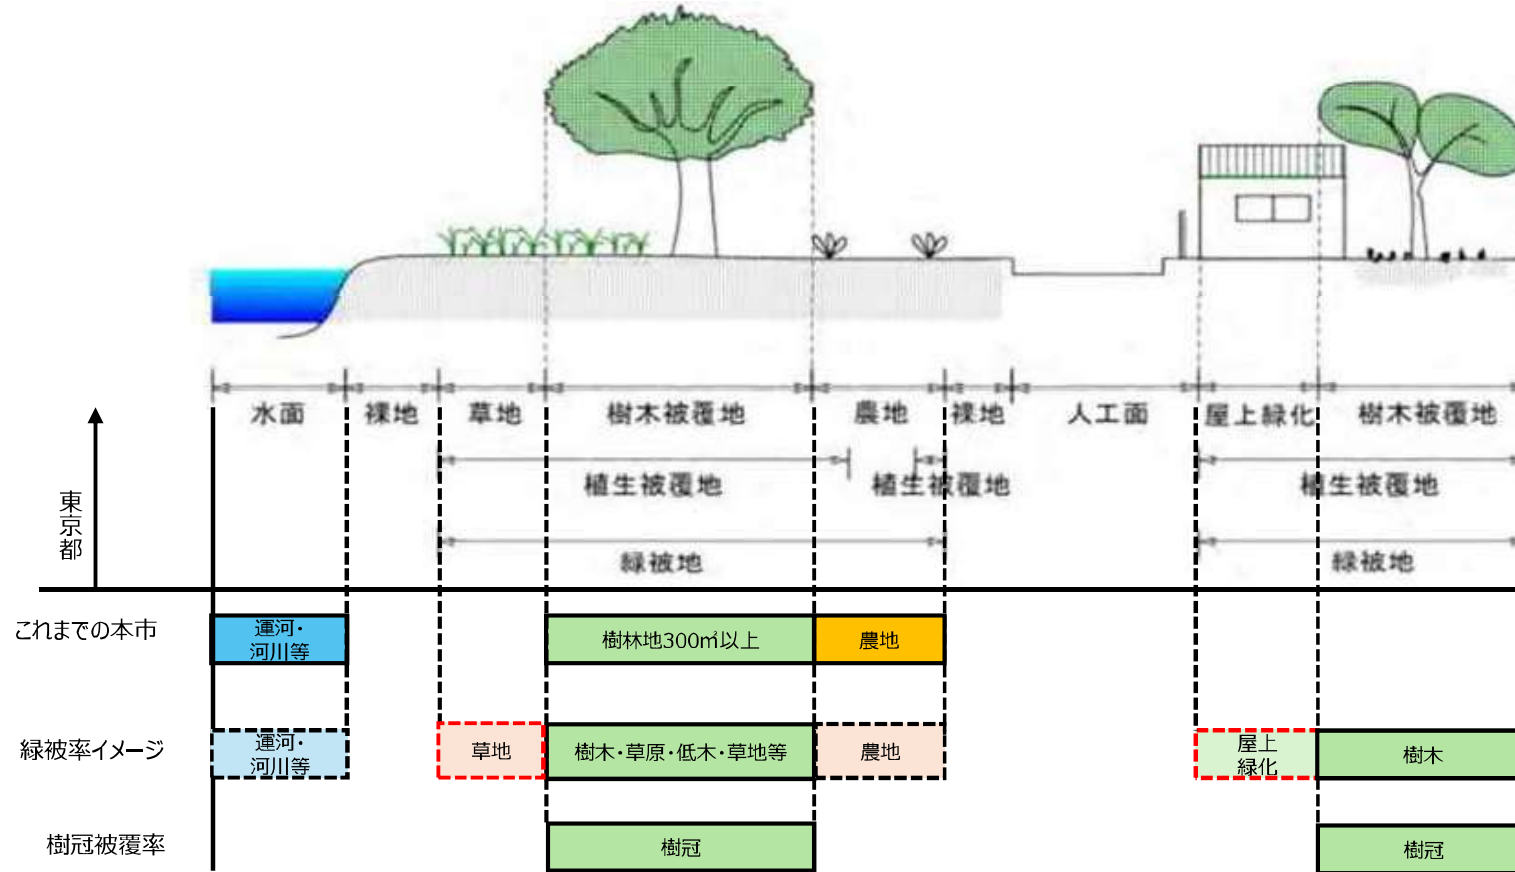 水面
裸地
草地
樹木被覆地
農地
裸地
人工面
屋上緑化
樹木被覆地
植生被覆地
植生被覆地
植生被覆地
緑被地
緑被地
東京都
これまでの本市
運河・
河川等
樹林地300㎡以上
農地
緑被率イメージ
運河・
河川等
草地
樹木・草原・低木・草地等
農地
屋上
緑化
樹木
樹冠被覆率
樹冠
樹冠